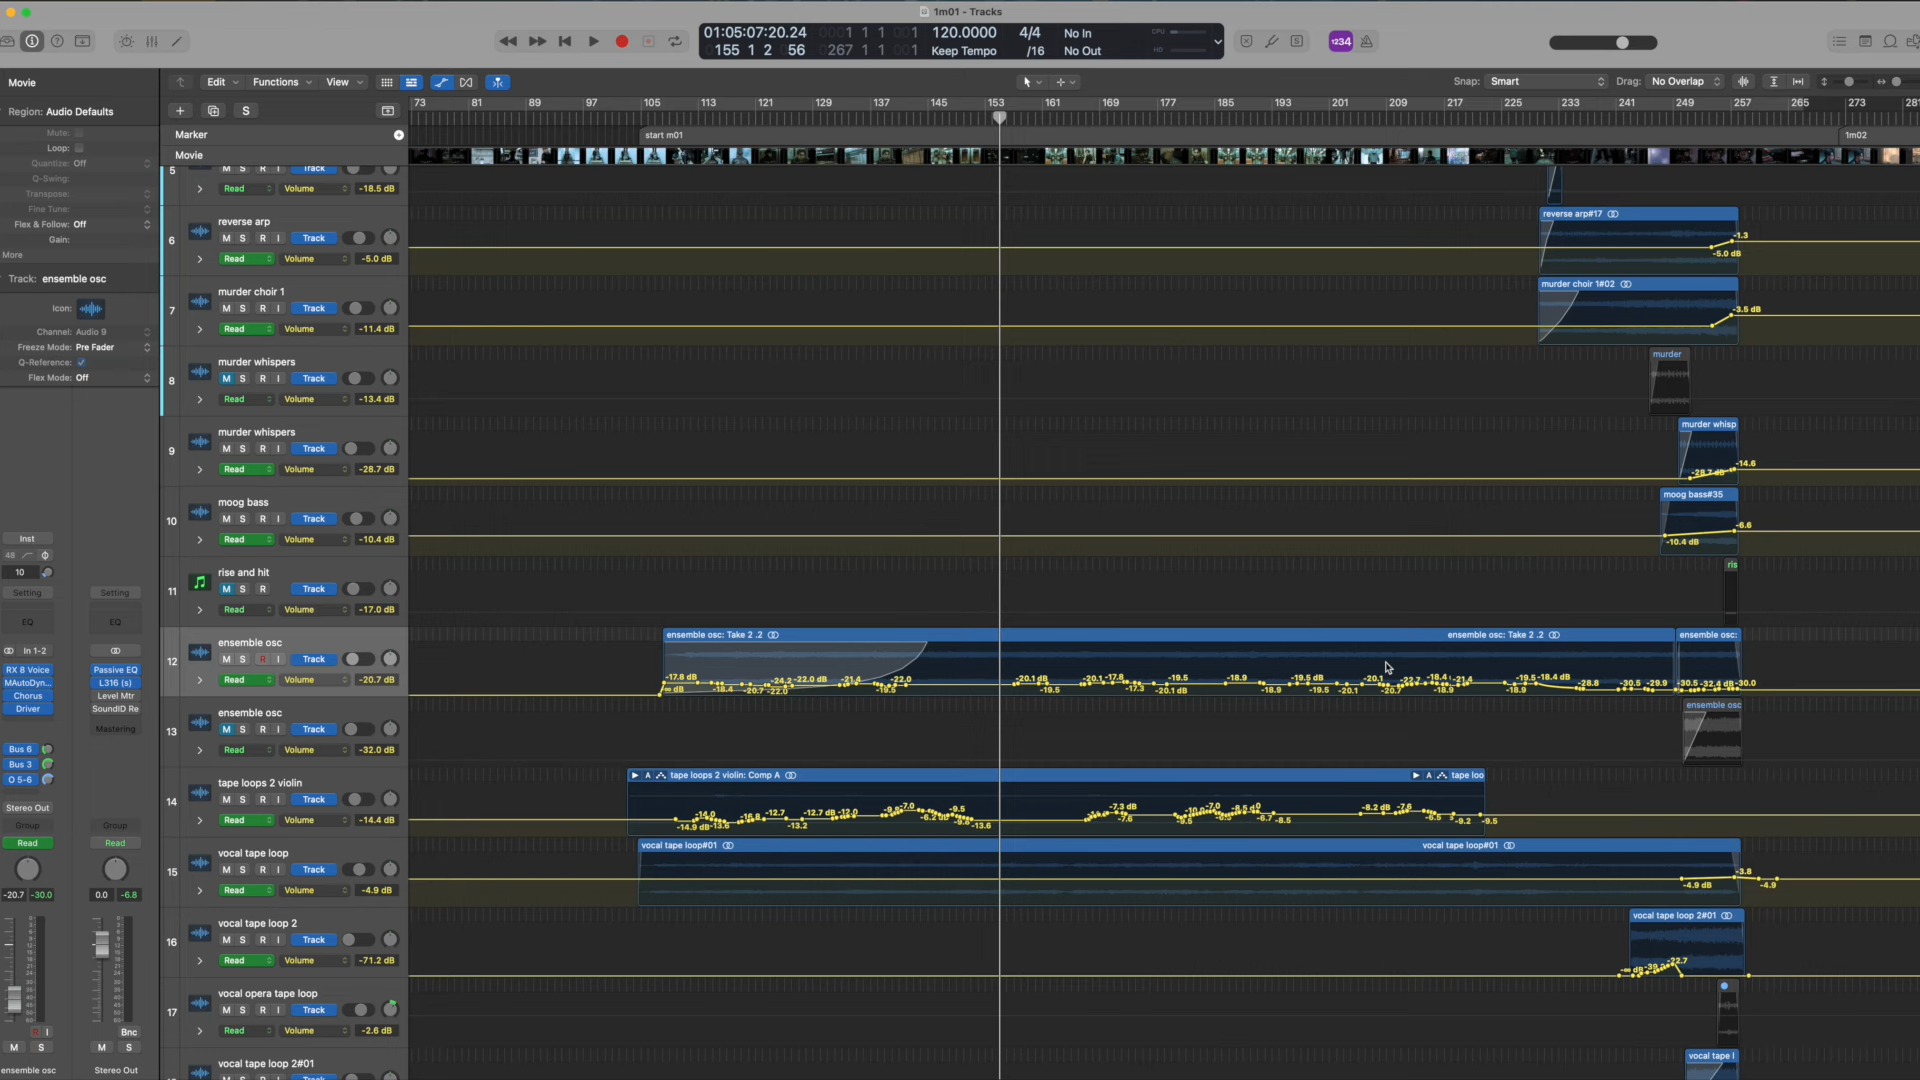 1m01 - Tracks
01:05:07:20.24
0001 1 1 001
120.0000
4/4
No In
CPU
155 1 2 56
0267 1 1 001
Keep Tempo
/16
No Out
HD
1234
Movie
Edit
Functions
View
Snap:
Smart
Drag:
No Overlap
Region: Audio Defaults
S
73
81
89
97
105
113
121
129
137
145
153
161
169
177
185
193
201
209
217
225
233
241
249
257
265
273
281
Mute:
Loop:
Quantize: Off
Q-Swing:
Transpose:
Fine Tune:
Flex & Follow: Off
Gain:
More
Track: ensemble osc
Icon:
Channel: Audio 9
Freeze Mode: Pre Fader
Q-Reference:
Flex Mode: Off
Marker
start m01
1m02
Movie
5
M S R I
Track
Read
Volume
-18.5 dB
6
reverse arp
M S R I
Track
Read
Volume
-5.0 dB
reverse arp#17
-1.3
-5.0 dB
7
murder choir 1
M S R I
Track
Read
Volume
-11.4 dB
murder choir 1#02
-3.5 dB
8
murder whispers
M S R I
Track
Read
Volume
-13.4 dB
murder
9
murder whispers
M S R I
Track
Read
Volume
-28.7 dB
murder whisp
-14.6
-28.7 dB
10
moog bass
M S R I
Track
Read
Volume
-10.4 dB
moog bass#35
-6.6
-10.4 dB
11
rise and hit
M S R
Track
Read
Volume
-17.0 dB
ris
12
ensemble osc
M S R I
Track
Read
Volume
-20.7 dB
ensemble osc: Take 2 .2
ensemble osc: Take 2 .2
ensemble osc:
-17.8 dB
-∞ dB
-18.4
-24.2
-20.7
-22.0
-22.0 dB
-21.4
-19.5
-22.0
-20.1 dB
-19.5
-20.1
-17.8
-17.3
-19.5
-20.1 dB
-18.9
-18.9
-19.5 dB
-19.5
-20.1
-20.1
-20.7
-22.7
-18.4
-18.9
-21.4
-19.5
-18.9
-18.4 dB
-28.8
-30.5
-29.9
-30.5
-32.4 dB
-30.0
13
ensemble osc
M S R I
Track
Read
Volume
-32.0 dB
ensemble osc
14
tape loops 2 violin
M S R I
Track
Read
Volume
-14.4 dB
A
tape loops 2 violin: Comp A
A
tape loo
-14.0
-14.9 dB
-13.6
-16.8
-12.7
-13.2
-12.7 dB
-12.0
-7.0
-9.5
-13.6
-7.3 dB
-7.6
-9.5
-7.0
-6.7
-8.5
-8.2 dB
-7.6
-6.5
-9.2
-9.5
15
vocal tape loop
M S R I
Track
Read
Volume
-4.9 dB
vocal tape loop#01
vocal tape loop#01
-3.8
-4.9 dB
-4.9
16
vocal tape loop 2
M S R I
Track
Read
Volume
-71.2 dB
vocal tape loop 2#01
-22.7
17
vocal opera tape loop
M S R I
Track
Read
Volume
-2.6 dB
vocal tape loop 2#01
Track
vocal tape l
Inst
48
10
Setting
Setting
EQ
EQ
In 1-2
RX 8 Voice
Passive EQ
MAutoDyn...
L316 (s)
Chorus
Level Mtr
Driver
SoundID Re
Mastering
Bus 6
Bus 3
O 5-6
Stereo Out
Group
Group
Read
Read
-20.7
-30.0
0.0
-6.8
R I
Bnc
M S
M S
ensemble osc
Stereo Out